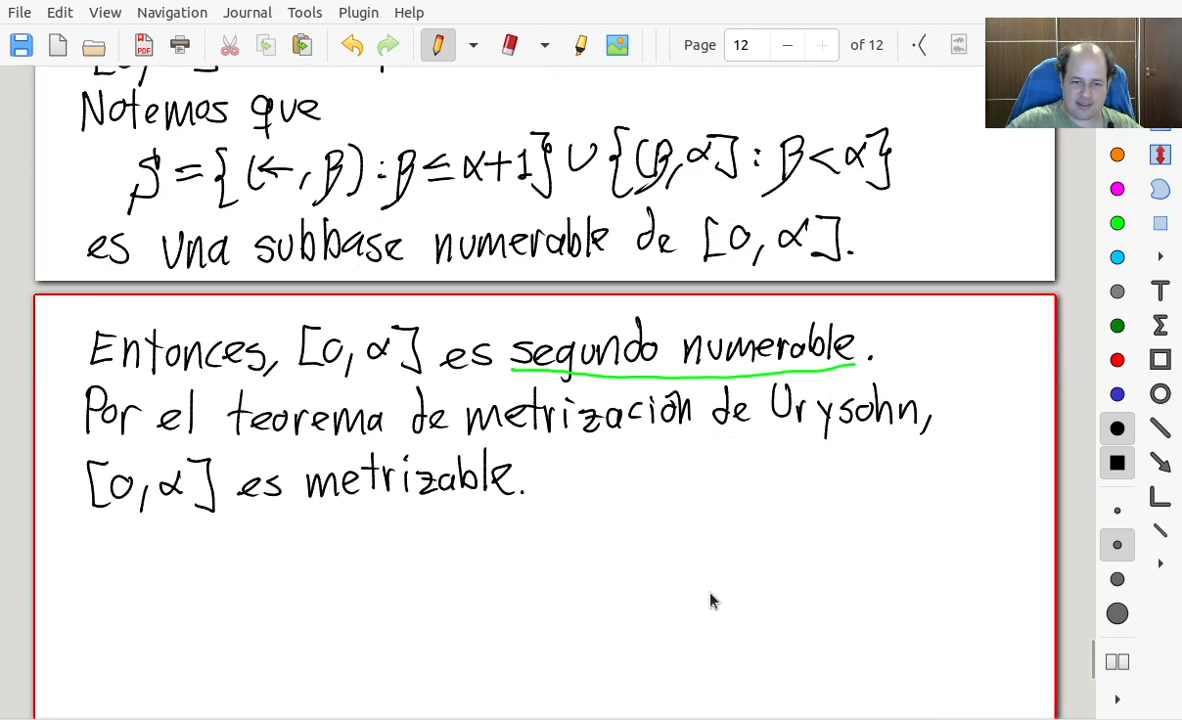 File Edit View Navigation Journal Tools Plugin Help
Page 12 of 12
Notemos que
S = { (←, β) : β ≤ α+1 } ∪ { (β, α] : β < α }
es una subbase numerable de [0, α].
Entonces, [0, α] es segundo numerable.
Por el teorema de metrización de Urysohn,
[0, α] es metrizable.